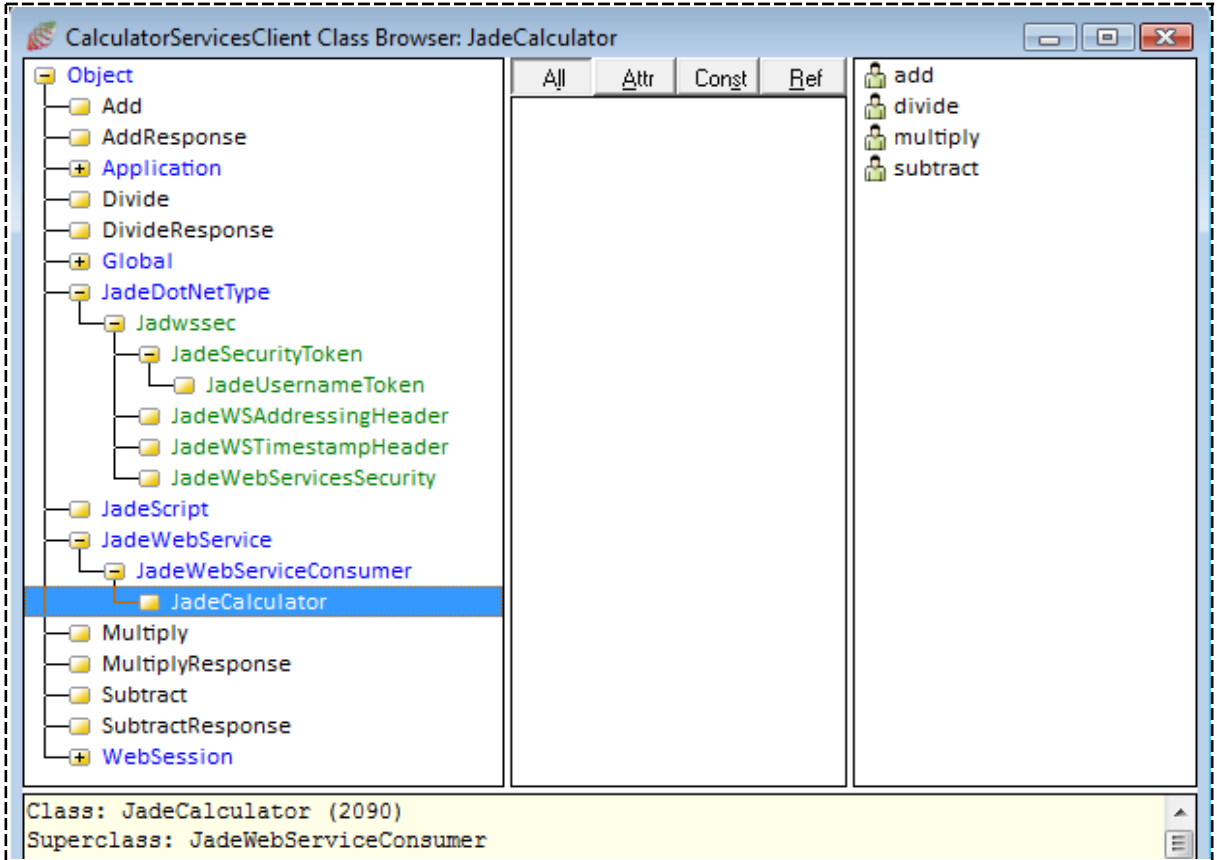 CalculatorServicesClient Class Browser: JadeCalculator
Object
Add
AddResponse
Application
Divide
DivideResponse
Global
JadeDotNetType
Jadwssec
JadeSecurityToken
JadeUsernameToken
JadeWSAddressingHeader
JadeWSTimestampHeader
JadeWebServicesSecurity
JadeScript
JadeWebService
JadeWebServiceConsumer
JadeCalculator
Multiply
MultiplyResponse
Subtract
SubtractResponse
WebSession
All Attr Const Ref
add
divide
multiply
subtract
Class: JadeCalculator (2090)
Superclass: JadeWebServiceConsumer